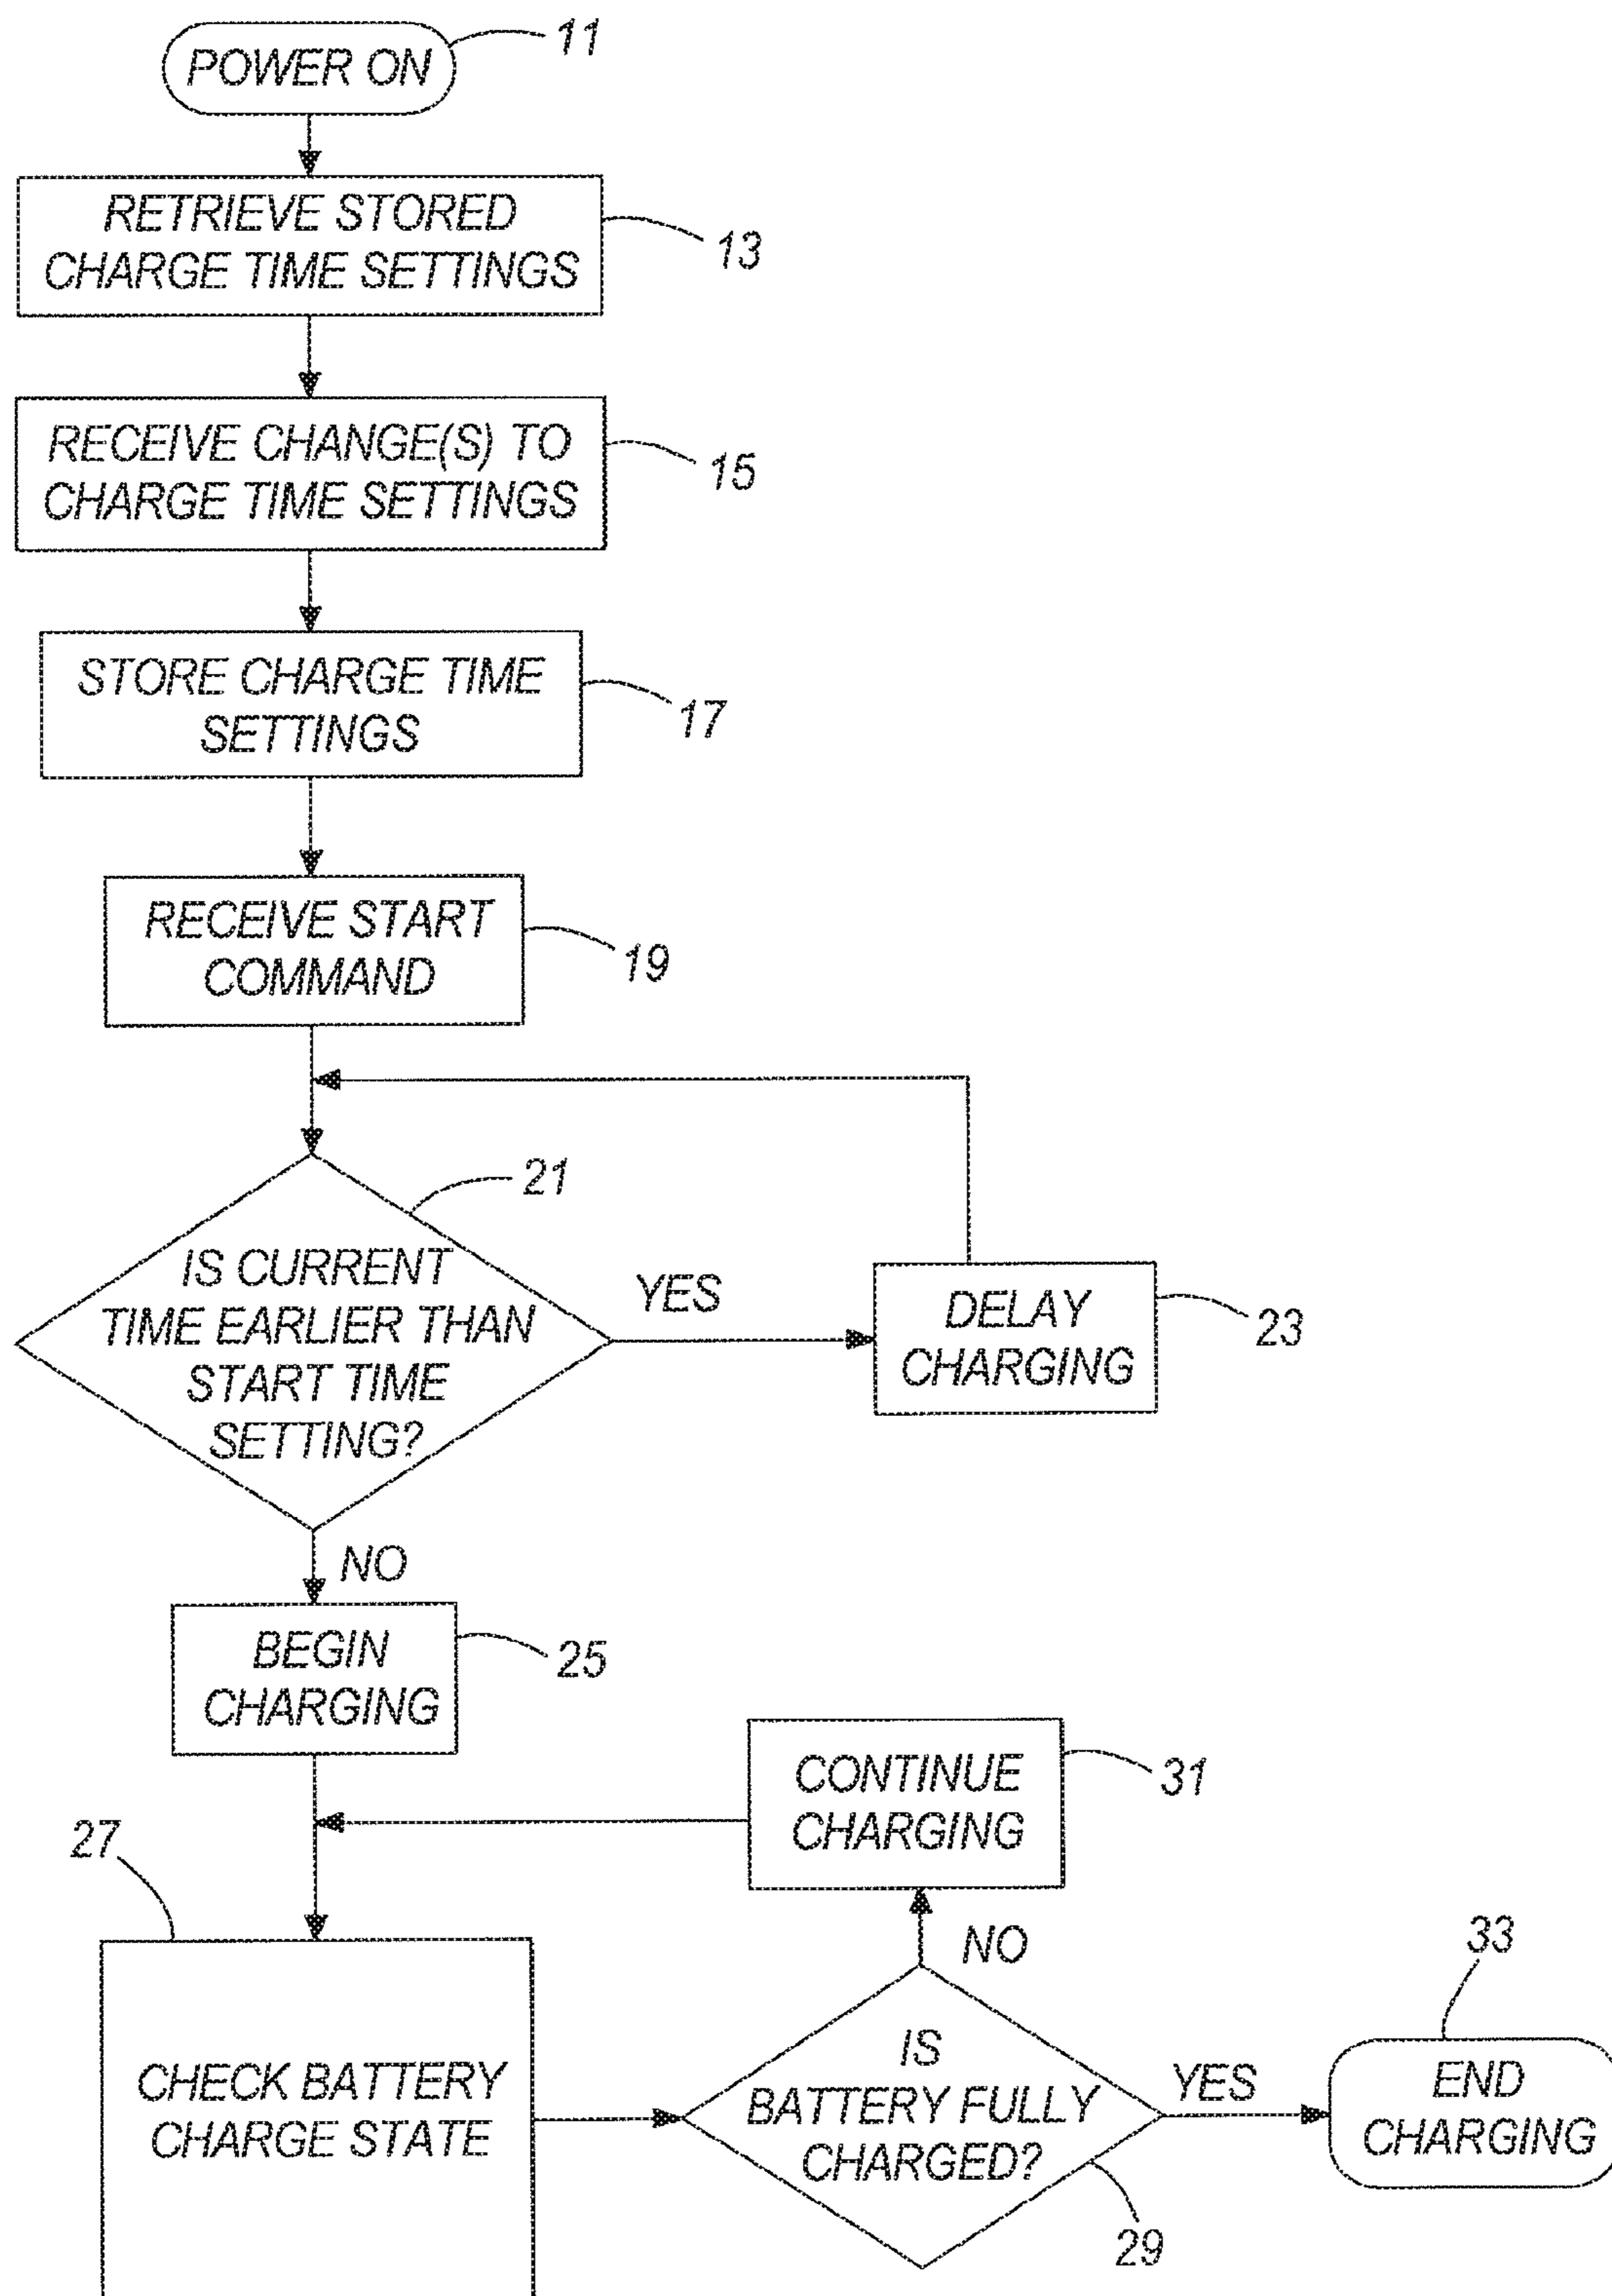 POWER ON
11
RETRIEVE STORED
CHARGE TIME SETTINGS
13
RECEIVE CHANGE(S) TO
CHARGE TIME SETTINGS
15
STORE CHARGE TIME
SETTINGS
17
RECEIVE START
COMMAND
19
21
IS CURRENT
TIME EARLIER THAN
START TIME
SETTING?
YES
DELAY
CHARGING
23
NO
BEGIN
CHARGING
25
CONTINUE
CHARGING
31
27
CHECK BATTERY
CHARGE STATE
NO
IS
BATTERY FULLY
CHARGED?
29
YES
33
END
CHARGING